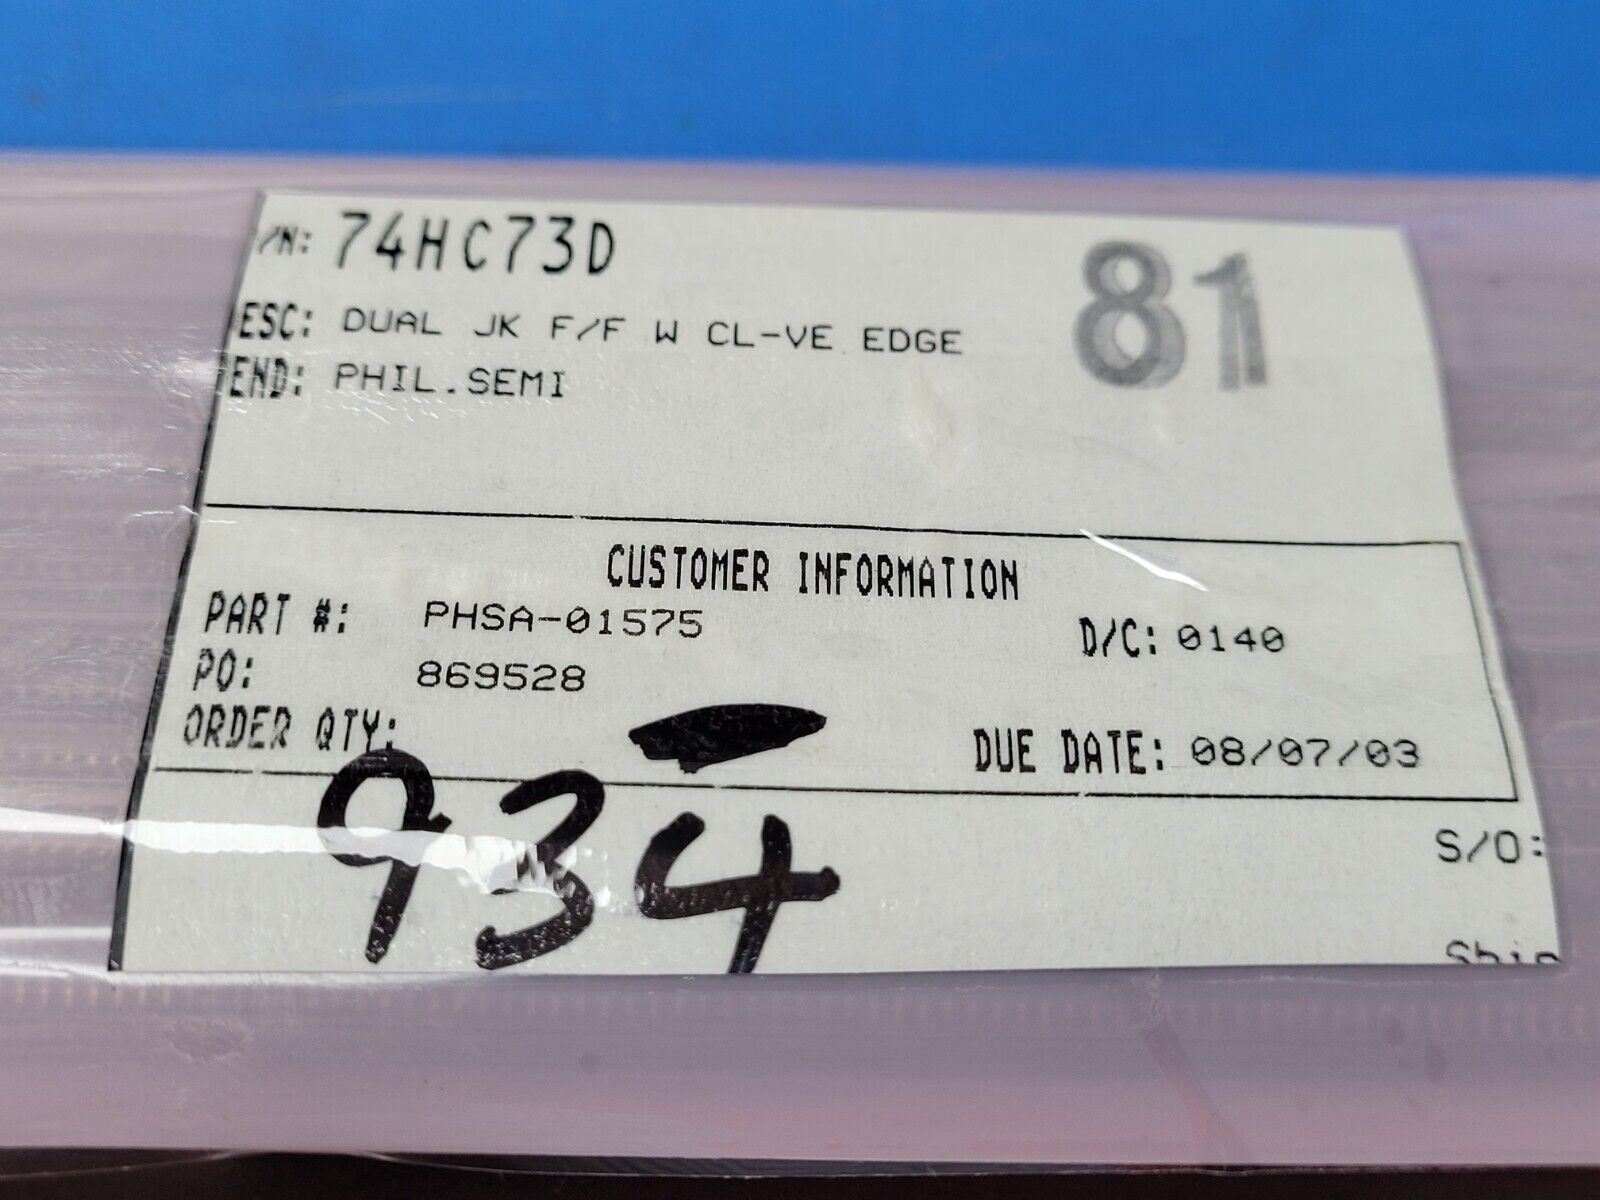 /N: 74HC73D
81
ESC: DUAL JK F/F W CL-VE EDGE
END: PHIL.SEMI
CUSTOMER INFORMATION
PART #: PHSA-01575
D/C: 0140
PO: 869528
ORDER QTY:
DUE DATE: 08/07/03
934
S/O:
Ship